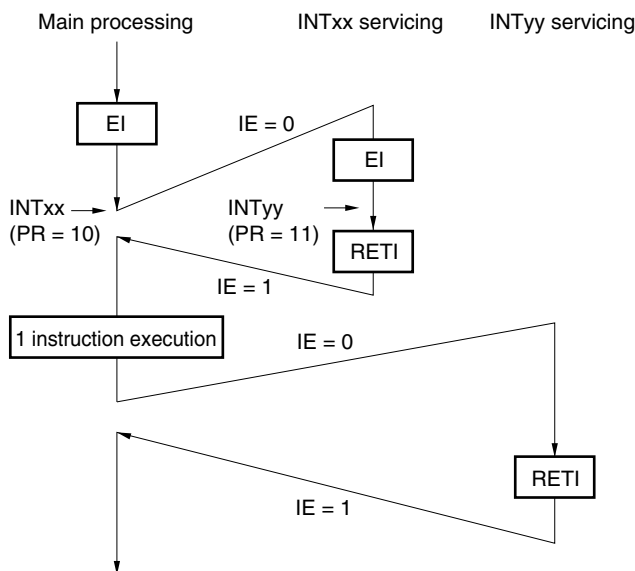 Main processing
INTxx servicing
INTyy servicing
EI
IE = 0
EI
INTxx
(PR = 10)
INTyy
(PR = 11)
RETI
IE = 1
1 instruction execution
IE = 0
RETI
IE = 1